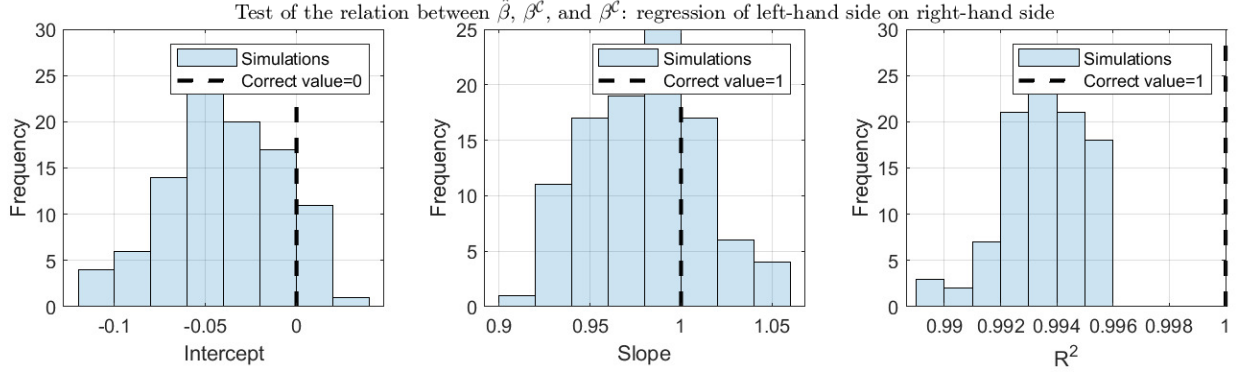 Test of the relation between β̂, β^𝒞, and β^𝓔: regression of left-hand side on right-hand side
30
25
20
15
10
5
0
Frequency
Simulations
Correct value=0
-0.1
-0.05
0
Intercept
25
20
15
10
5
0
Frequency
Simulations
Correct value=1
0.9
0.95
1
1.05
Slope
30
25
20
15
10
5
0
Frequency
Simulations
Correct value=1
0.99
0.992
0.994
0.996
0.998
1
R²